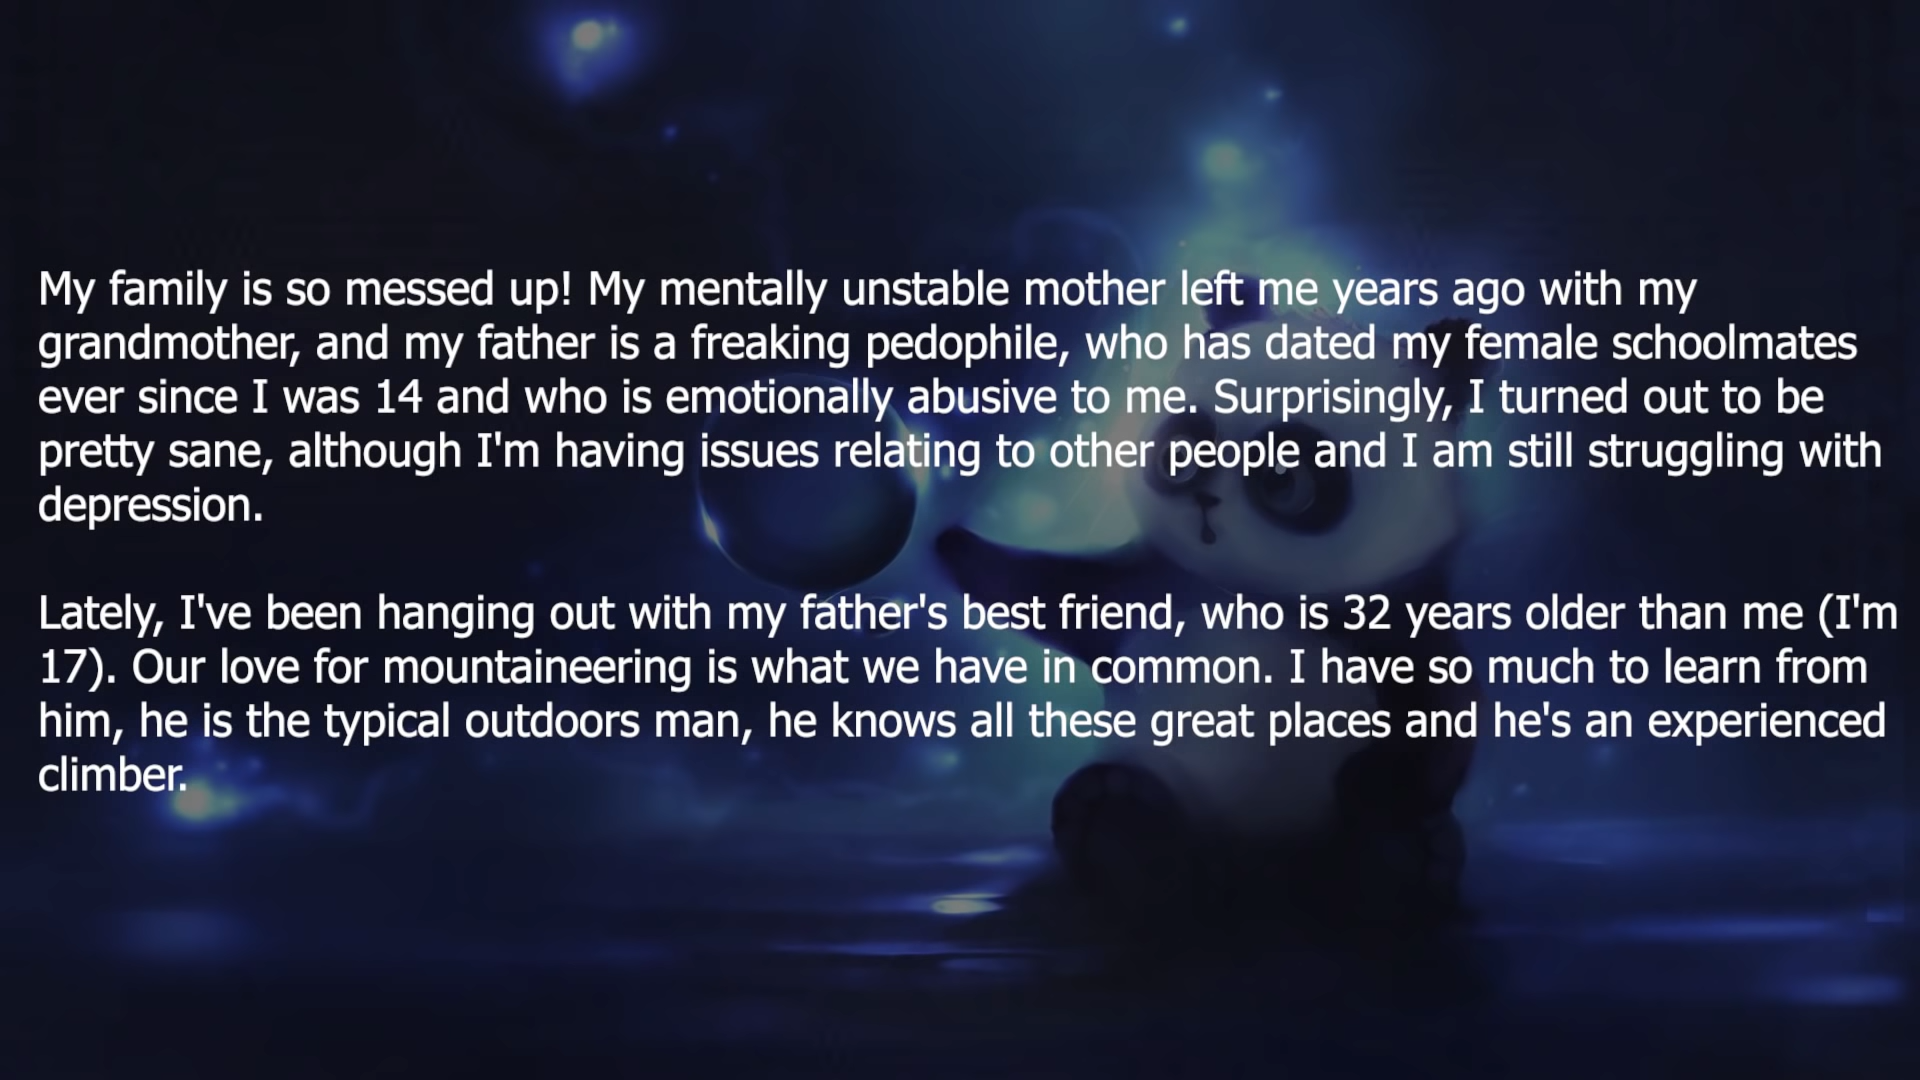 My family is so messed up! My mentally unstable mother left me years ago with my
grandmother, and my father is a freaking pedophile, who has dated my female schoolmates
ever since I was 14 and who is emotionally abusive to me. Surprisingly, I turned out to be
pretty sane, although I'm having issues relating to other people and I am still struggling with
depression.
Lately, I've been hanging out with my father's best friend, who is 32 years older than me (I'm
17). Our love for mountaineering is what we have in common. I have so much to learn from
him, he is the typical outdoors man, he knows all these great places and he's an experienced
climber.